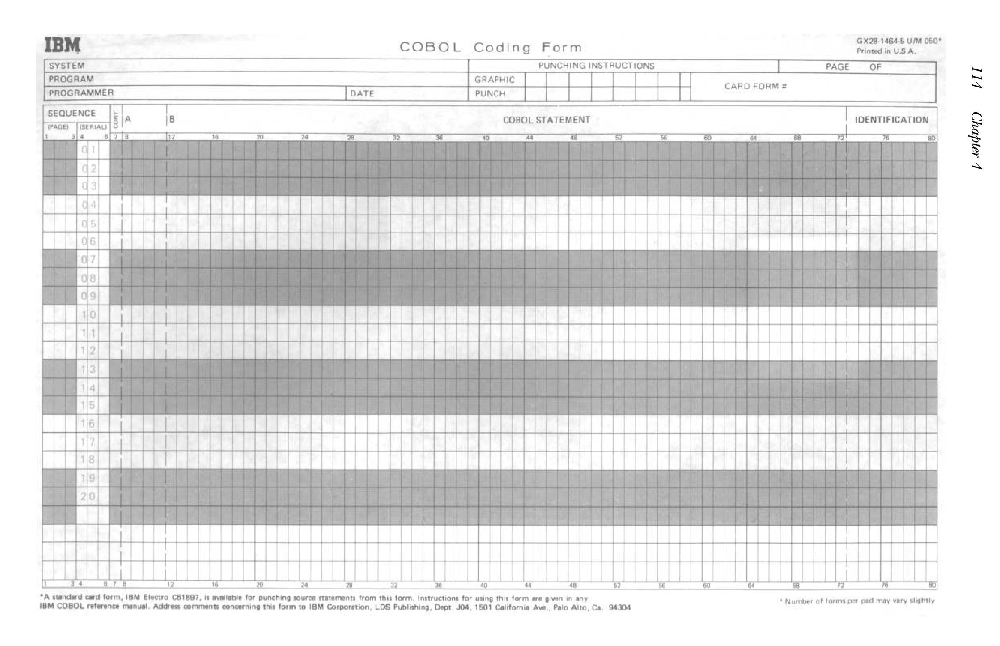 IBM
COBOL Coding Form
GX28-1464-5 U/M 050*
Printed in U.S.A.
SYSTEM
PUNCHING INSTRUCTIONS
PAGE OF
PROGRAM
GRAPHIC
CARD FORM #
PROGRAMMER
DATE
PUNCH
SEQUENCE
CONT.
A
B
COBOL STATEMENT
IDENTIFICATION
(PAGE) (SERIAL)
1 3 4 6 7 8 12 16 20 24 28 32 36 40 44 48 52 56 60 64 68 72 76 80
01
02
03
04
05
06
07
08
09
10
11
12
13
14
15
16
17
18
19
20
1 3 4 6 7 8 12 16 20 24 28 32 36 40 44 48 52 56 60 64 68 72 76 80
*A standard card form, IBM Electro C61897, is available for punching source statements from this form. Instructions for using this form are given in any
IBM COBOL reference manual. Address comments concerning this form to IBM Corporation, LDS Publishing, Dept. J04, 1501 California Ave., Palo Alto, Ca. 94304
* Number of forms per pad may vary slightly
114 Chapter 4